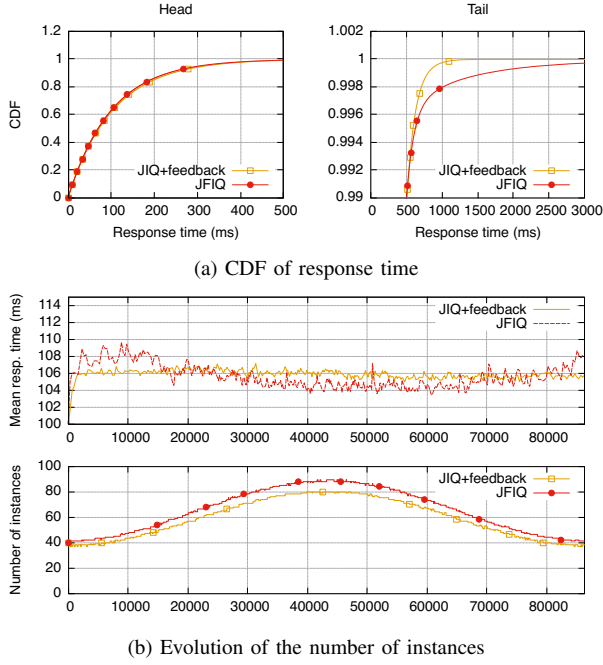 Head
Tail
1.2
1
0.8
0.6
0.4
0.2
0
CDF
JIQ+feedback
JFIQ
0 100 200 300 400 500
Response time (ms)
1.002
1
0.998
0.996
0.994
0.992
0.99
JIQ+feedback
JFIQ
0 500 1000 1500 2000 2500 3000
Response time (ms)
(a) CDF of response time
Mean resp. time (ms)
114
112
110
108
106
104
102
100
JIQ+feedback
JFIQ
0 10000 20000 30000 40000 50000 60000 70000 80000
Number of instances
100
80
60
40
20
0
JIQ+feedback
JFIQ
0 10000 20000 30000 40000 50000 60000 70000 80000
(b) Evolution of the number of instances